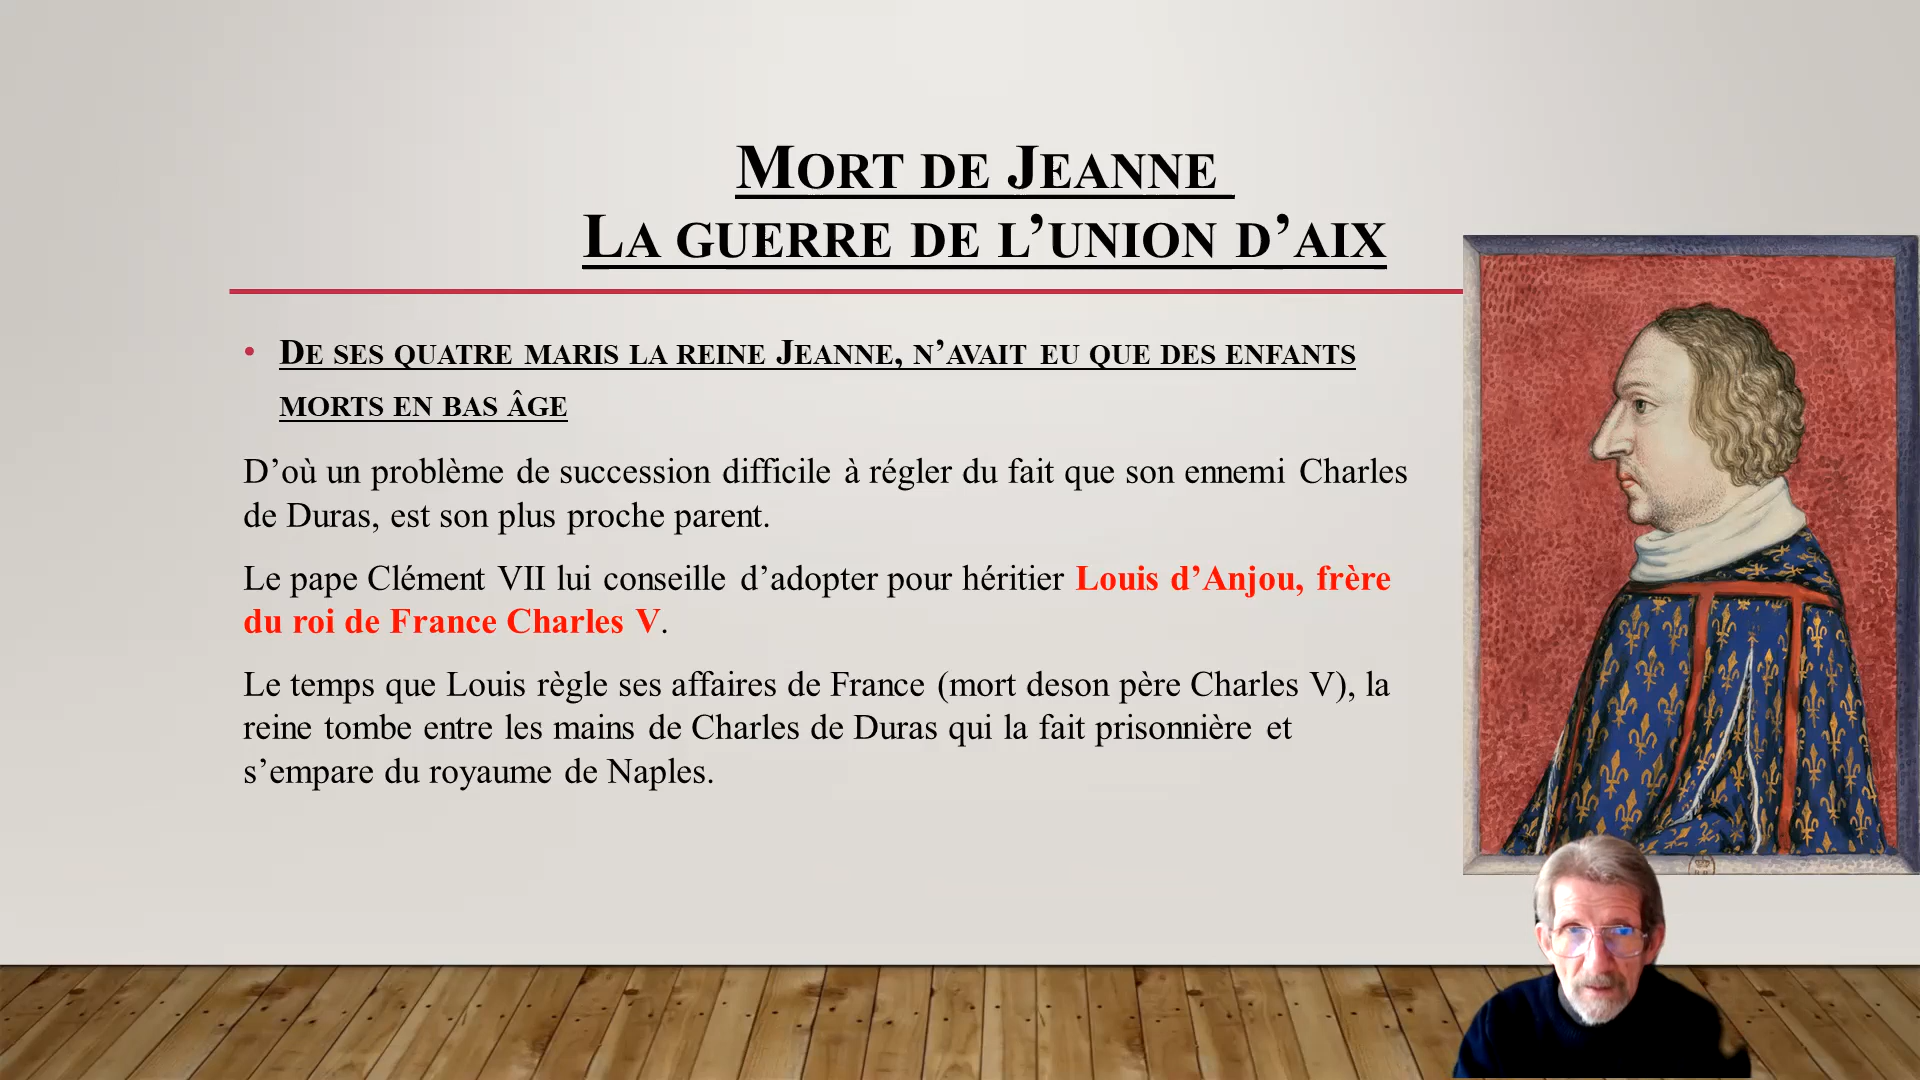 MORT DE JEANNE
LA GUERRE DE L’UNION D’AIX
• DE SES QUATRE MARIS LA REINE JEANNE, N’AVAIT EU QUE DES ENFANTS
MORTS EN BAS ÂGE
D’où un problème de succession difficile à régler du fait que son ennemi Charles
de Duras, est son plus proche parent.
Le pape Clément VII lui conseille d’adopter pour héritier Louis d’Anjou, frère
du roi de France Charles V.
Le temps que Louis règle ses affaires de France (mort deson père Charles V), la
reine tombe entre les mains de Charles de Duras qui la fait prisonnière et
s’empare du royaume de Naples.